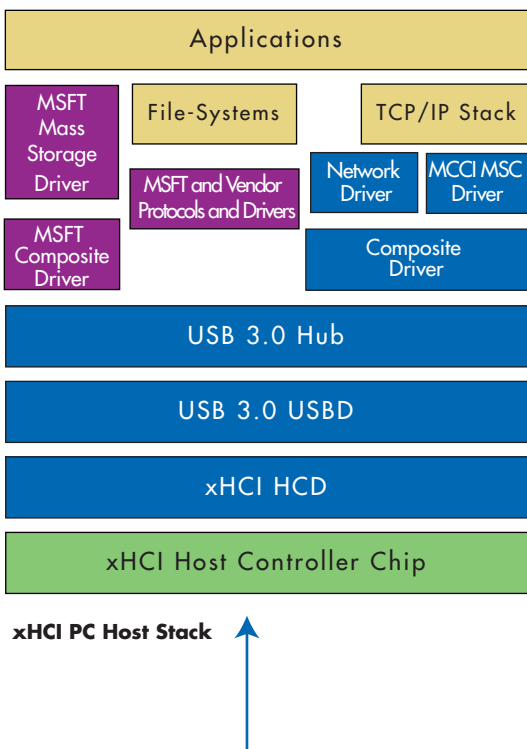 Applications
MSFT
Mass
Storage
Driver
File-Systems
TCP/IP Stack
MSFT and Vendor
Protocols and Drivers
Network
Driver
MCCI MSC
Driver
MSFT
Composite
Driver
Composite
Driver
USB 3.0 Hub
USB 3.0 USBD
xHCI HCD
xHCI Host Controller Chip
xHCI PC Host Stack